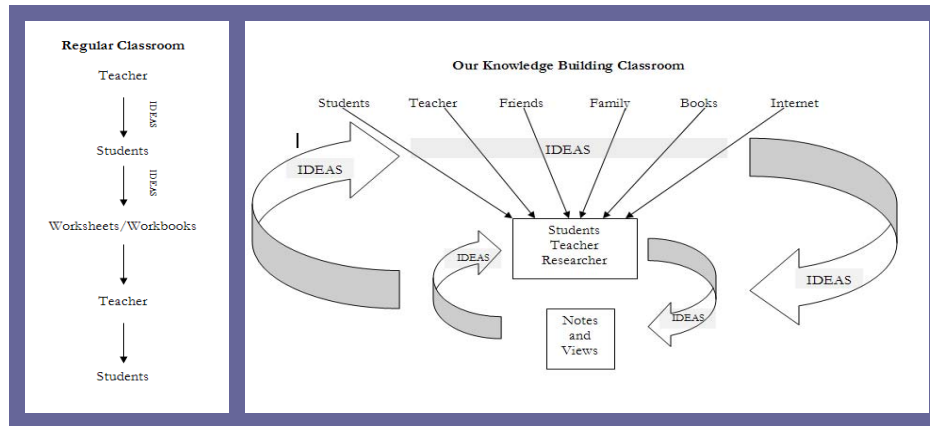 Regular Classroom
Teacher
IDEAS
Students
IDEAS
Worksheets/Workbooks
Teacher
Students
Our Knowledge Building Classroom
Students Teacher Friends Family Books Internet
IDEAS
IDEAS
IDEAS
Students
Teacher
Researcher
IDEAS
IDEAS
Notes
and
Views